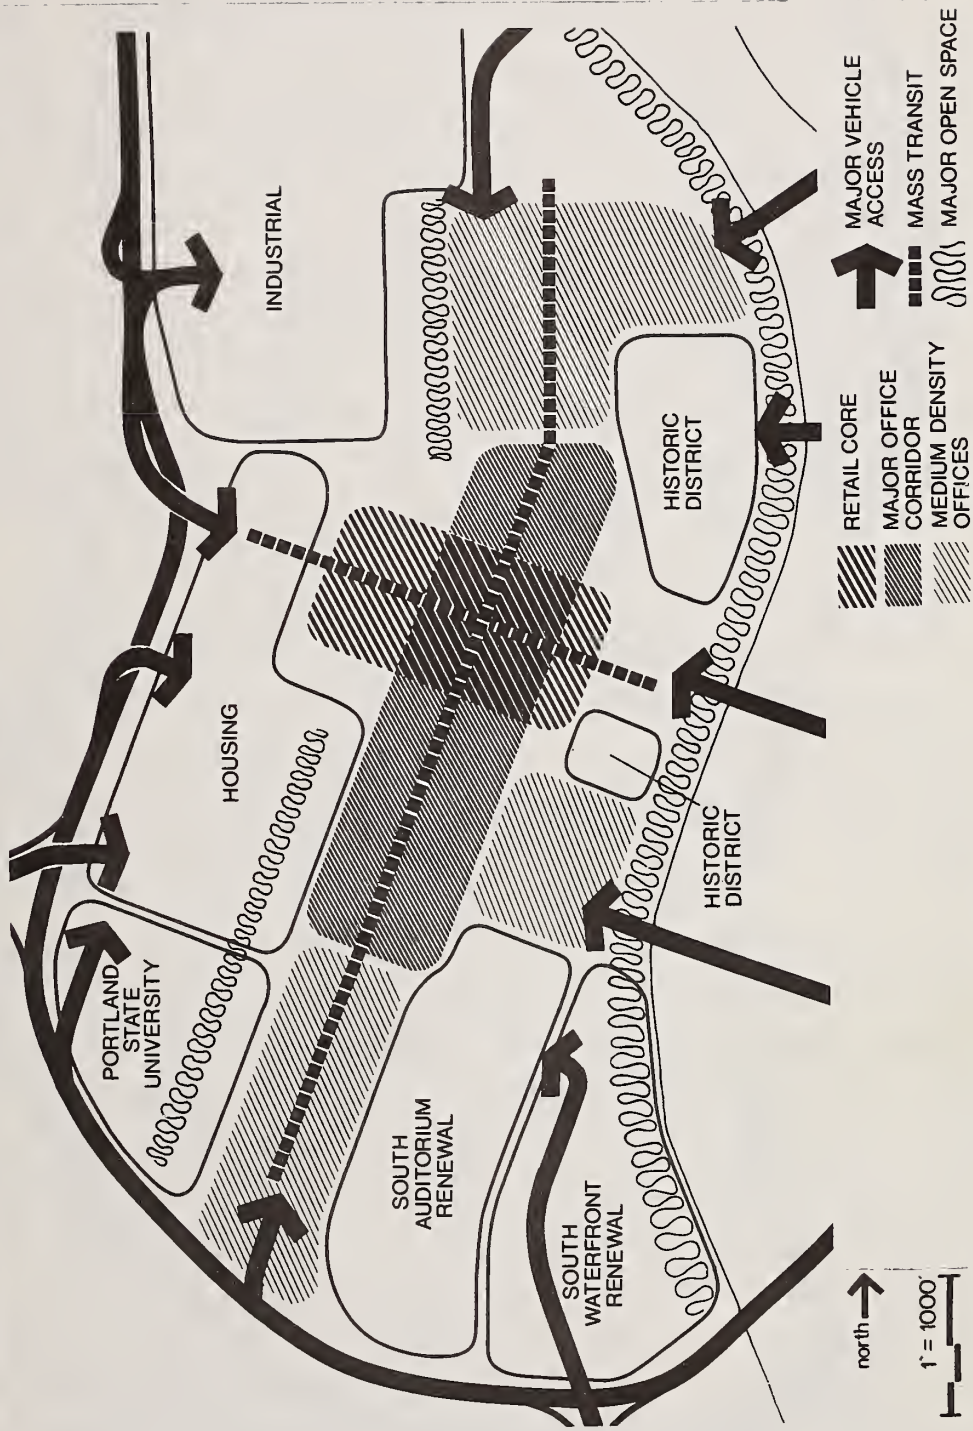 INDUSTRIAL
HOUSING
PORTLAND
STATE
UNIVERSITY
HISTORIC
DISTRICT
HISTORIC
DISTRICT
SOUTH
AUDITORIUM
RENEWAL
SOUTH
WATERFRONT
RENEWAL
north
1" = 1000'
RETAIL CORE
MAJOR OFFICE
CORRIDOR
MEDIUM DENSITY
OFFICES
MAJOR VEHICLE
ACCESS
MASS TRANSIT
MAJOR OPEN SPACE